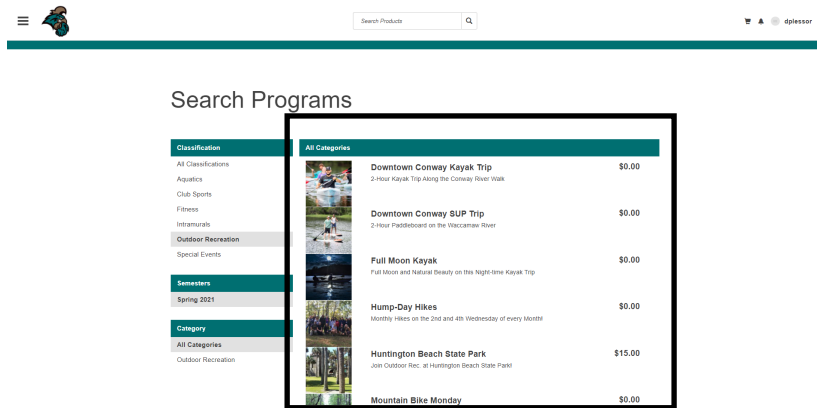 Search Products
dplessor
Search Programs
Classification
All Classifications
Aquatics
Club Sports
Fitness
Intramurals
Outdoor Recreation
Special Events
Semesters
Spring 2021
Category
All Categories
Outdoor Recreation
All Categories
Downtown Conway Kayak Trip $0.00
2-Hour Kayak Trip Along the Conway River Walk
Downtown Conway SUP Trip $0.00
2-Hour Paddleboard on the Waccamaw River
Full Moon Kayak $0.00
Full Moon and Natural Beauty on this Night-time Kayak Trip
Hump-Day Hikes $0.00
Monthly Hikes on the 2nd and 4th Wednesday of every Month!
Huntington Beach State Park $15.00
Join Outdoor Rec. at Huntington Beach State Park!
Mountain Bike Monday $0.00